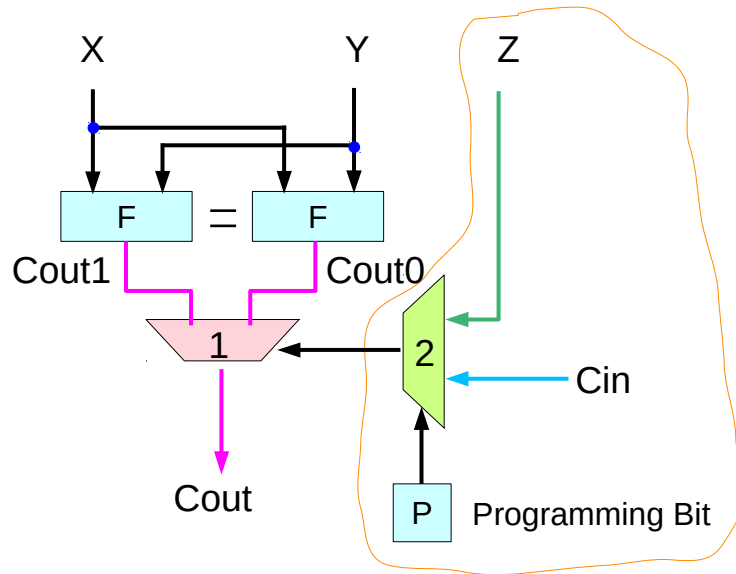 X Y Z
F = F
Cout1 Cout0
1
2
Cin
Cout
P Programming Bit